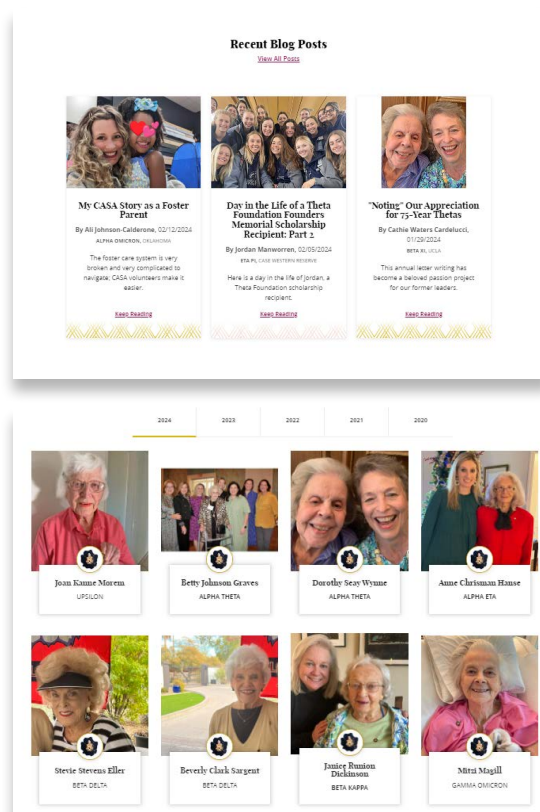 Recent Blog Posts
View All Posts
My CASA Story as a Foster
Parent
By Ali Johnson-Calderone, 02/12/2024
ALPHA OMICRON, OKLAHOMA
The foster care system is very
broken and very complicated to
navigate; CASA volunteers make it
easier.
Keep Reading
Day in the Life of a Theta
Foundation Founders
Memorial Scholarship
Recipient: Part 2
By Jordan Manworren, 02/05/2024
ETA PI, CASE WESTERN RESERVE
Here is a day in the life of Jordan, a
Theta Foundation scholarship
recipient.
Keep Reading
"Noting" Our Appreciation
for 75-Year Thetas
By Cathie Waters Cardelucci,
01/29/2024
BETA XI, UCLA
This annual letter writing has
become a beloved passion project
for our former leaders.
Keep Reading
2024 2023 2022 2021 2020
Joan Kanne Morem
UPSILON
Betty Johnson Graves
ALPHA THETA
Dorothy Seay Wynne
ALPHA THETA
Anne Chrisman Hanse
ALPHA ETA
Stevie Stevens Eller
BETA DELTA
Beverly Clark Sargent
BETA DELTA
Janice Runion
Dickinson
BETA KAPPA
Mitzi Magill
GAMMA OMICRON